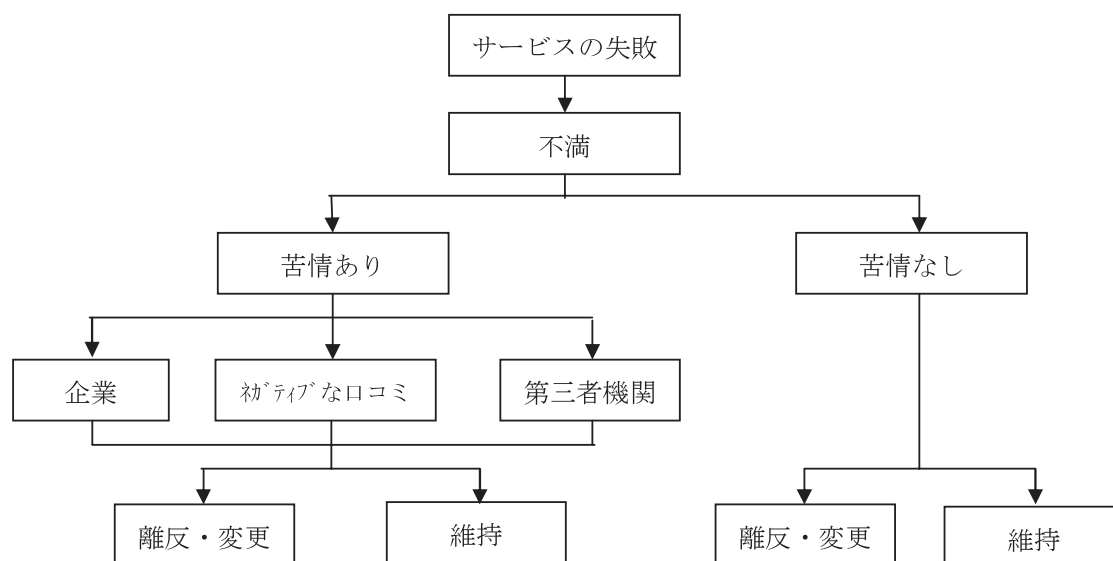 サービスの失敗
不満
苦情あり
苦情なし
企業
ﾈｶﾞﾃｨﾌﾞな口コミ
第三者機関
離反・変更
維持
離反・変更
維持